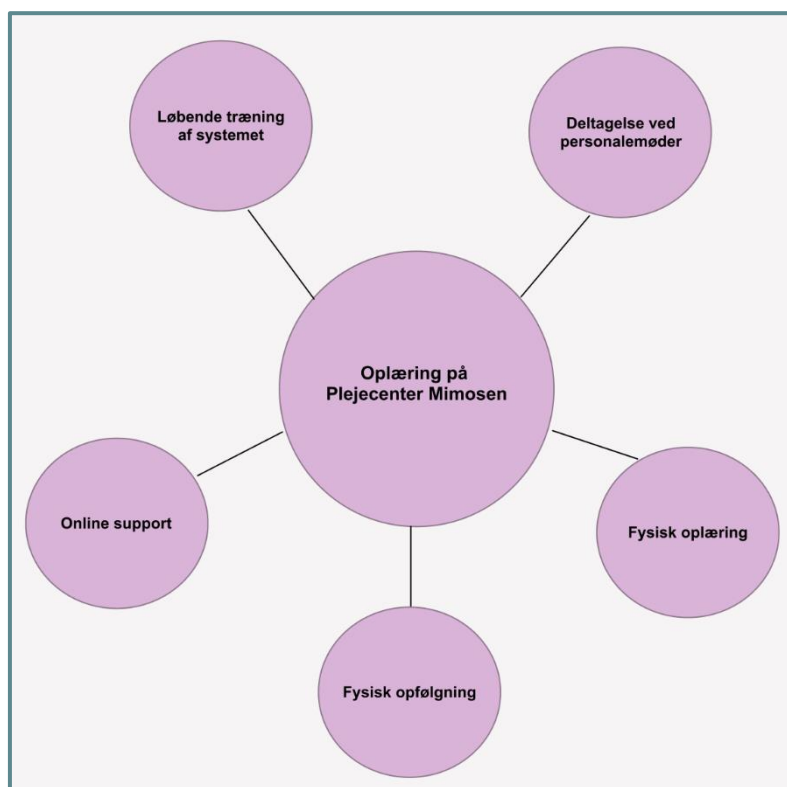 Løbende træning
af systemet
Deltagelse ved
personalemøder
Oplæring på
Plejecenter Mimosen
Online support
Fysisk oplæring
Fysisk opfølgning